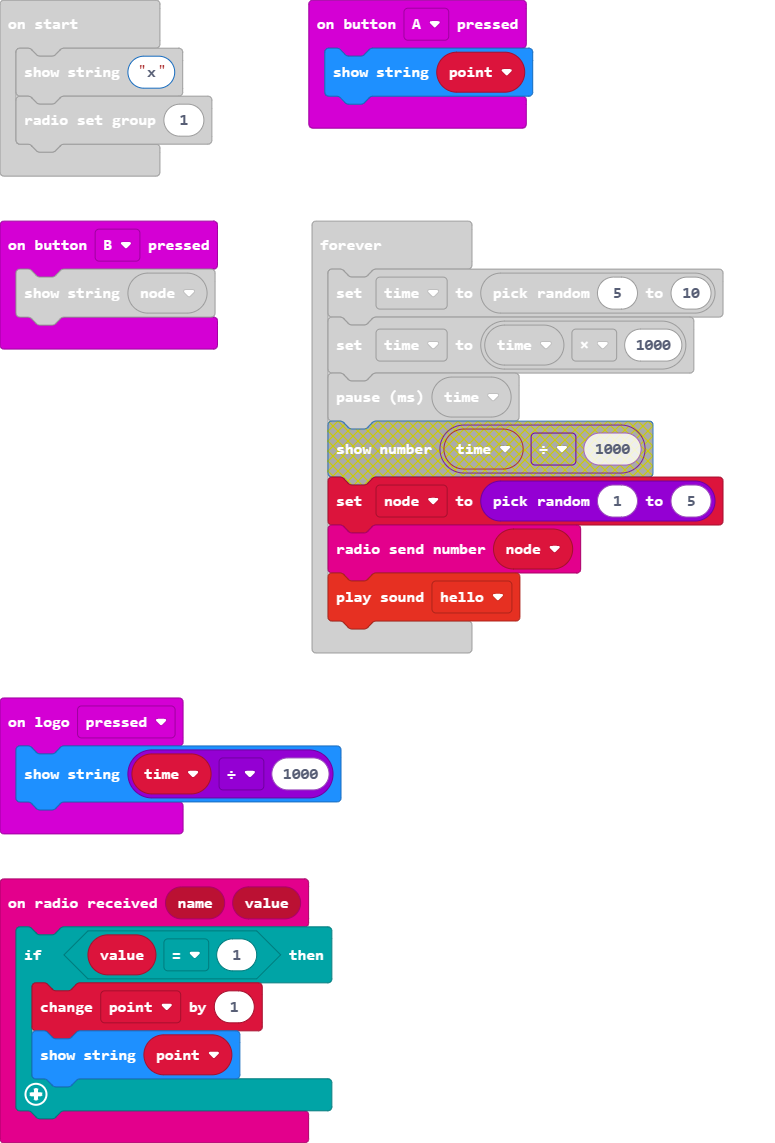 on start
show string "x"
radio set group 1
on button A pressed
show string point
on button B pressed
show string node
forever
set time to pick random 5 to 10
set time to time × 1000
pause (ms) time
show number time ÷ 1000
set node to pick random 1 to 5
radio send number node
play sound hello
on logo pressed
show string time ÷ 1000
on radio received name value
if value = 1 then
change point by 1
show string point